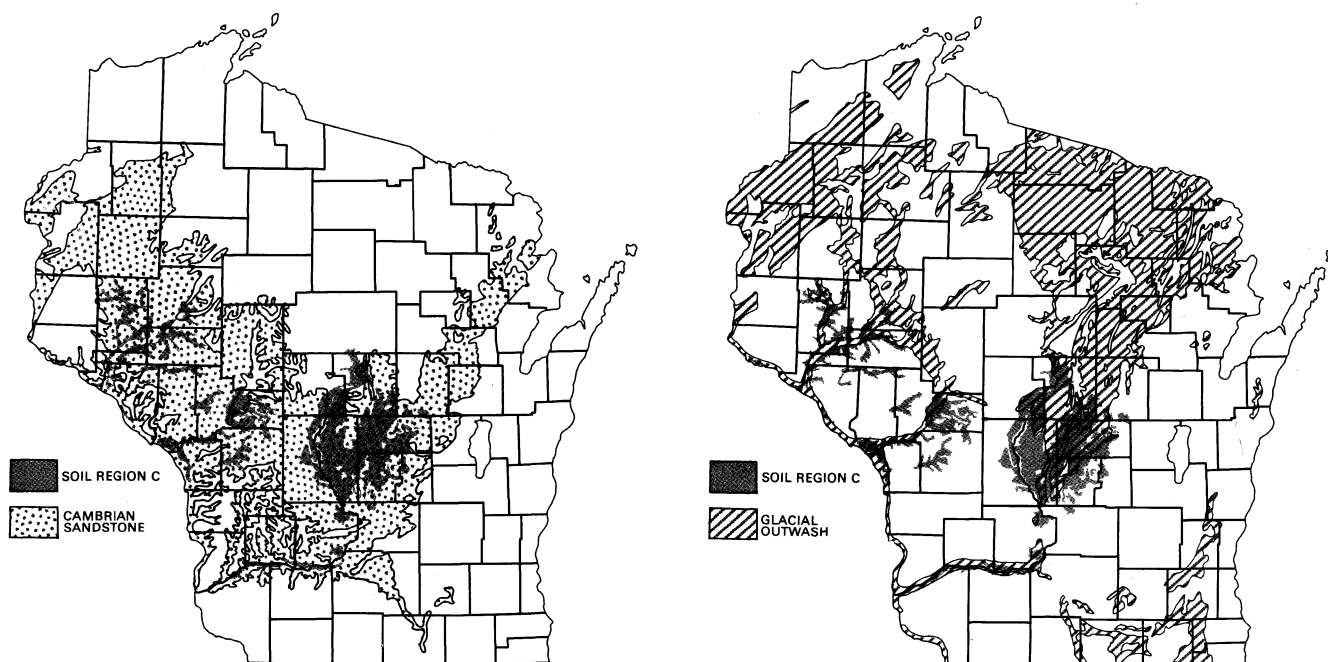 SOIL REGION C
CAMBRIAN
SANDSTONE
SOIL REGION C
GLACIAL
OUTWASH